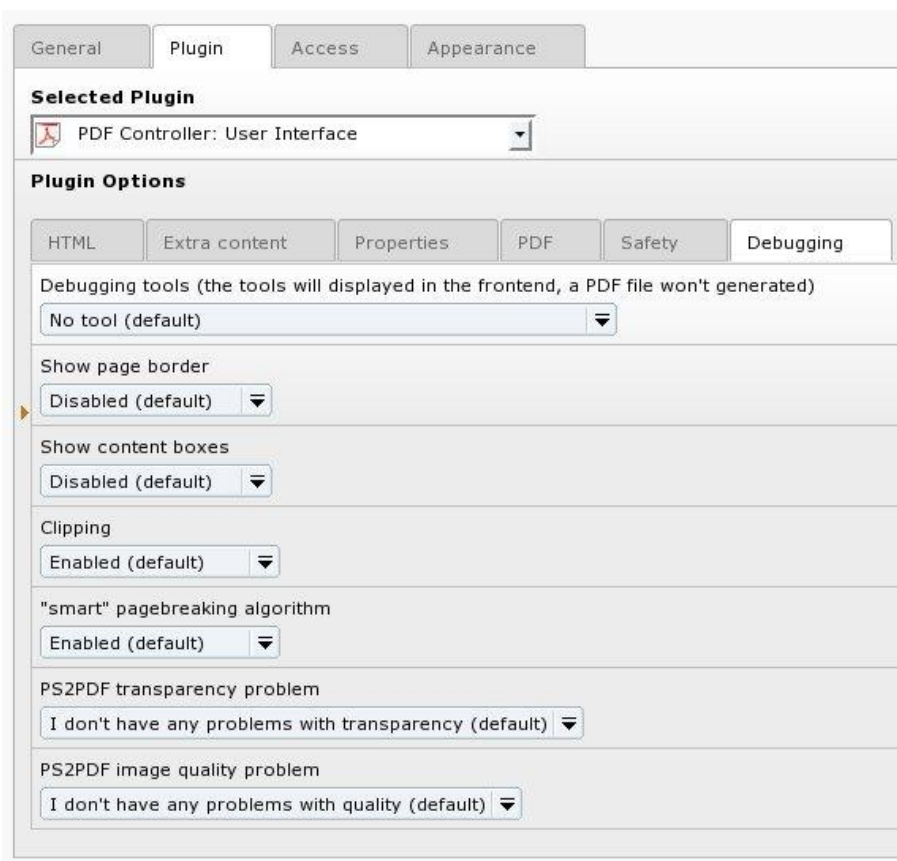 General Plugin Access Appearance
Selected Plugin
PDF Controller: User Interface
Plugin Options
HTML Extra content Properties PDF Safety Debugging
Debugging tools (the tools will displayed in the frontend, a PDF file won't generated)
No tool (default)
Show page border
Disabled (default)
Show content boxes
Disabled (default)
Clipping
Enabled (default)
"smart" pagebreaking algorithm
Enabled (default)
PS2PDF transparency problem
I don't have any problems with transparency (default)
PS2PDF image quality problem
I don't have any problems with quality (default)